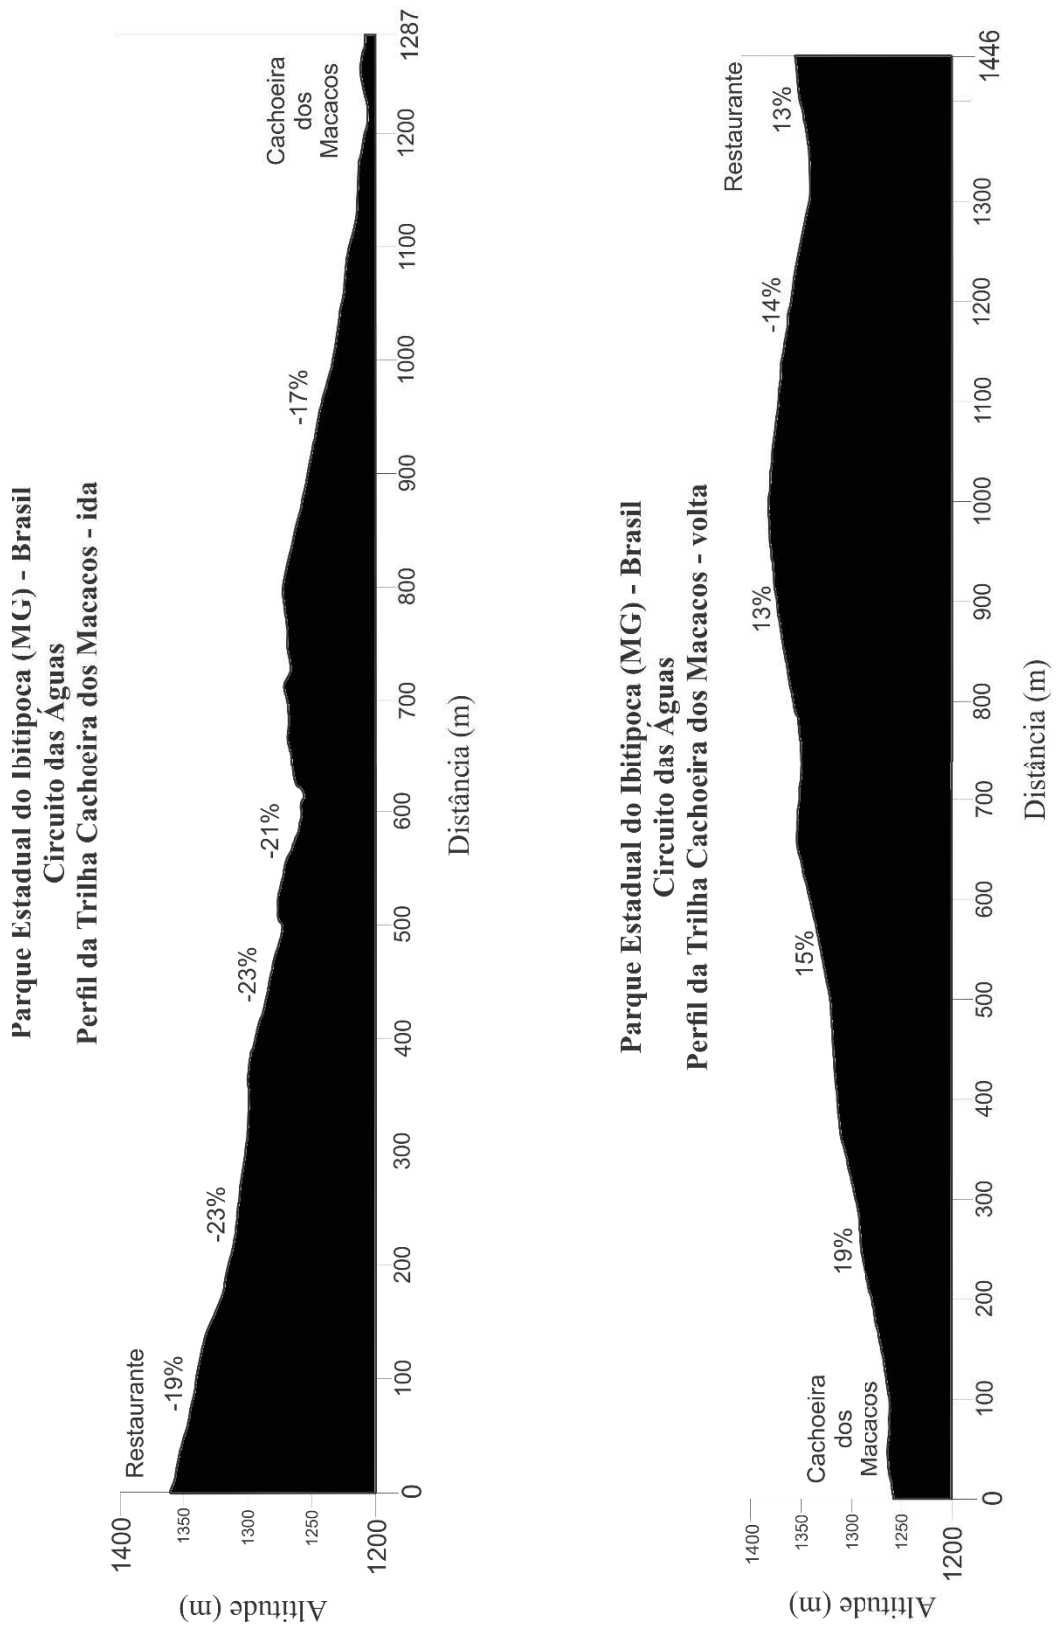 Parque Estadual do Ibitipoca (MG) - Brasil
Circuito das Águas
Perfil da Trilha Cachoeira dos Macacos - ida
Altitude (m)
1400
1350
1300
1250
1200
Restaurante
-19%
-23%
-23%
-21%
-17%
Cachoeira
dos
Macacos
0
100
200
300
400
500
600
700
800
900
1000
1100
1200
1287
Distância (m)
Parque Estadual do Ibitipoca (MG) - Brasil
Circuito das Águas
Perfil da Trilha Cachoeira dos Macacos - volta
Altitude (m)
1400
1350
1300
1250
1200
Cachoeira
dos
Macacos
19%
15%
13%
-14%
13%
Restaurante
0
100
200
300
400
500
600
700
800
900
1000
1100
1200
1300
1446
Distância (m)